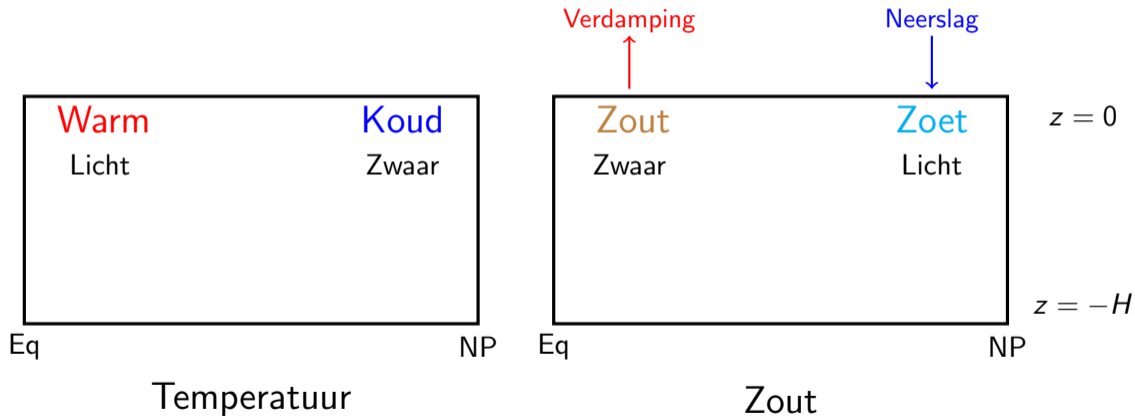 Verdamping
Neerslag
Warm
Koud
Zout
Zoet
z = 0
Licht
Zwaar
Zwaar
Licht
z = −H
Eq
NP
Eq
NP
Temperatuur
Zout